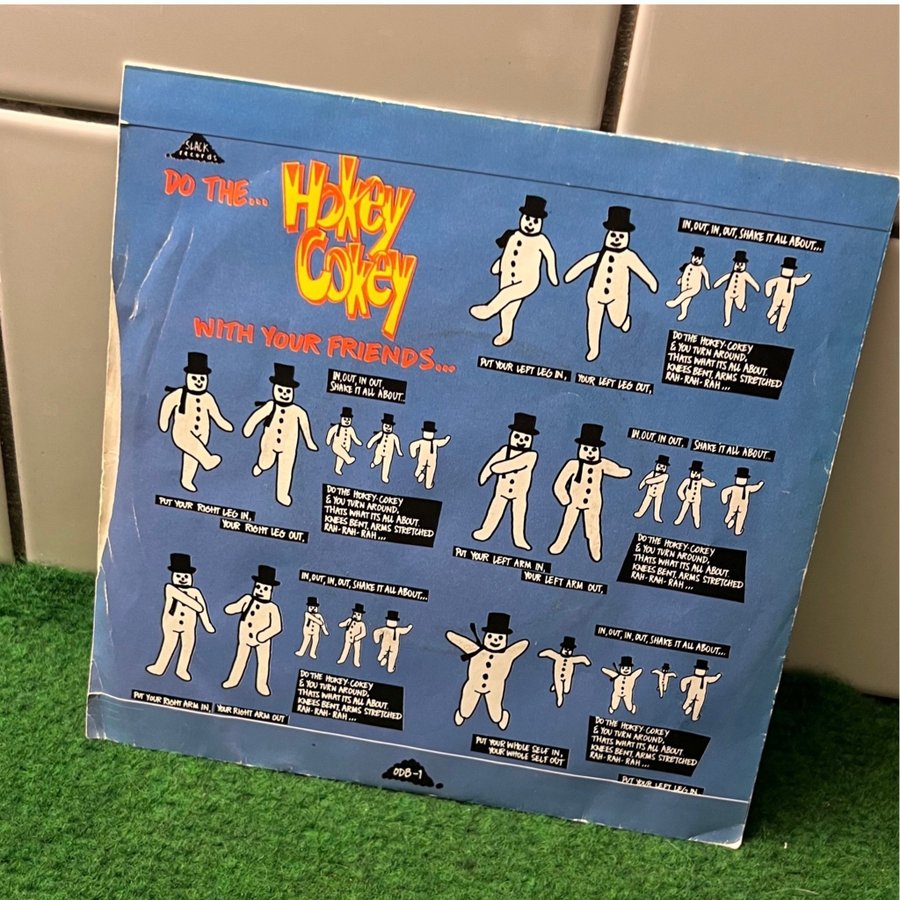 SLACK
records
DO THE...
Hokey
Cokey
WITH YOUR FRIENDS...
PUT YOUR LEFT LEG IN,
YOUR LEFT LEG OUT,
IN, OUT, IN, OUT, SHAKE IT ALL ABOUT...
DO THE HOKEY-COKEY
& YOU TURN AROUND,
THATS WHAT ITS ALL ABOUT.
KNEES BENT, ARMS STRETCHED
RAH-RAH-RAH...
PUT YOUR RIGHT LEG IN,
YOUR RIGHT LEG OUT,
IN, OUT, IN OUT,
SHAKE IT ALL ABOUT..
DO THE HOKEY-COKEY
& YOU TURN AROUND,
THATS WHAT ITS ALL ABOUT.
KNEES BENT, ARMS STRETCHED
RAH-RAH-RAH...
PUT YOUR LEFT ARM IN,
YOUR LEFT ARM OUT,
IN, OUT, IN OUT, SHAKE IT ALL ABOUT..
DO THE HOKEY-COKEY
& YOU TURN AROUND,
THATS WHAT ITS ALL ABOUT
KNEES BENT, ARMS STRETCHED
RAH-RAH-RAH...
PUT YOUR RIGHT ARM IN,
YOUR RIGHT ARM OUT
IN, OUT, IN, OUT, SHAKE IT ALL ABOUT...
DO THE HOKEY-COKEY
& YOU TURN AROUND,
THATS WHAT ITS ALL ABOUT.
KNEES BENT, ARMS STRETCHED
RAH-RAH-RAH...
PUT YOUR WHOLE SELF IN,
YOUR WHOLE SELF OUT
IN, OUT, IN, OUT, SHAKE IT ALL ABOUT...
DO THE HOKEY-COKEY
& YOU TURN AROUND,
THATS WHAT ITS ALL ABOUT.
KNEES BENT, ARMS STRETCHED
RAH-RAH-RAH...
PUT YOUR LEFT LEG IN
ODB-1